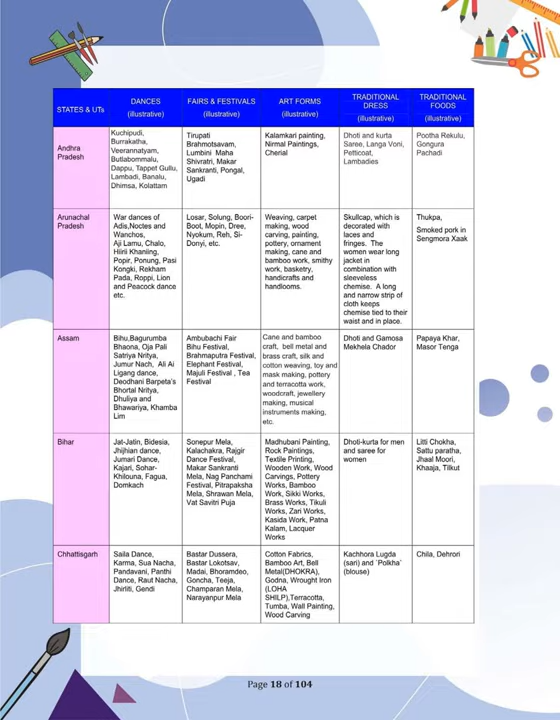 STATES & UTs
DANCES
(illustrative)
FAIRS & FESTIVALS
(illustrative)
ART FORMS
(illustrative)
TRADITIONAL
DRESS
(illustrative)
TRADITIONAL
FOODS
(illustrative)
Andhra
Pradesh
Kuchipudi,
Burrakatha,
Veerannatyam,
Butlabommalu,
Dappu, Tappet Gullu,
Lambadi, Banalu,
Dhimsa, Kolattam
Tirupati
Brahmotsavam,
Lumbini Maha
Shivratri, Makar
Sankranti, Pongal,
Ugadi
Kalamkari painting,
Nirmal Paintings,
Cherial
Dhoti and kurta
Saree, Langa Voni,
Petticoat,
Lambadies
Pootha Rekulu,
Gongura
Pachadi
Arunachal
Pradesh
War dances of
Adis,Noctes and
Wanchos,
Aji Lamu, Chalo,
Hiirii Khaniing,
Popir, Ponung, Pasi
Kongki, Rekham
Pada, Roppi, Lion
and Peacock dance
etc.
Losar, Solung, Boori-
Boot, Mopin, Dree,
Nyokum, Reh, Si-
Donyi, etc.
Weaving, carpet
making, wood
carving, painting,
pottery, ornament
making, cane and
bamboo work, smithy
work, basketry,
handicrafts and
handlooms.
Skullcap, which is
decorated with
laces and
fringes. The
women wear long
jacket in
combination with
sleeveless
chemise. A long
and narrow strip of
cloth keeps
chemise tied to their
waist and in place.
Thukpa,
Smoked pork in
Sengmora Xaak
Assam
Bihu,Bagurumba
Bhaona, Oja Pali
Satriya Nritya,
Jumur Nach, Ali Ai
Ligang dance,
Deodhani Barpeta's
Bhortal Nritya,
Dhuliya and
Bhawariya, Khamba
Lim
Ambubachi Fair
Bihu Festival,
Brahmaputra Festival,
Elephant Festival,
Majuli Festival , Tea
Festival
Cane and bamboo
craft, bell metal and
brass craft, silk and
cotton weaving, toy and
mask making, pottery
and terracotta work,
woodcraft, jewellery
making, musical
instruments making,
etc.
Dhoti and Gamosa
Mekhela Chador
Papaya Khar,
Masor Tenga
Bihar
Jat-Jatin, Bidesia,
Jhijhian dance,
Jumari Dance,
Kajari, Sohar-
Khilouna, Fagua,
Domkach
Sonepur Mela,
Kalachakra, Rajgir
Dance Festival,
Makar Sankranti
Mela, Nag Panchami
Festival, Pitrapaksha
Mela, Shrawan Mela,
Vat Savitri Puja
Madhubani Painting,
Rock Paintings,
Textile Printing,
Wooden Work, Wood
Carvings, Pottery
Works, Bamboo
Work, Sikki Works,
Brass Works, Tikuli
Works, Zari Works,
Kasida Work, Patna
Kalam, Lacquer
Works
Dhoti-kurta for men
and saree for
women
Litti Chokha,
Sattu paratha,
Jhaal Moori,
Khaaja, Tilkut
Chhattisgarh
Saila Dance,
Karma, Sua Nacha,
Pandavani, Panthi
Dance, Raut Nacha,
Jhirliti, Gendi
Bastar Dussera,
Bastar Lokotsav,
Madai, Bhoramdeo,
Goncha, Teeja,
Champaran Mela,
Narayanpur Mela
Cotton Fabrics,
Bamboo Art, Bell
Metal(DHOKRA),
Godna, Wrought Iron
(LOHA
SHILP),Terracotta,
Tumba, Wall Painting,
Wood Carving
Kachhora Lugda
(sari) and `Polkha`
(blouse)
Chila, Dehrori
Page 18 of 104